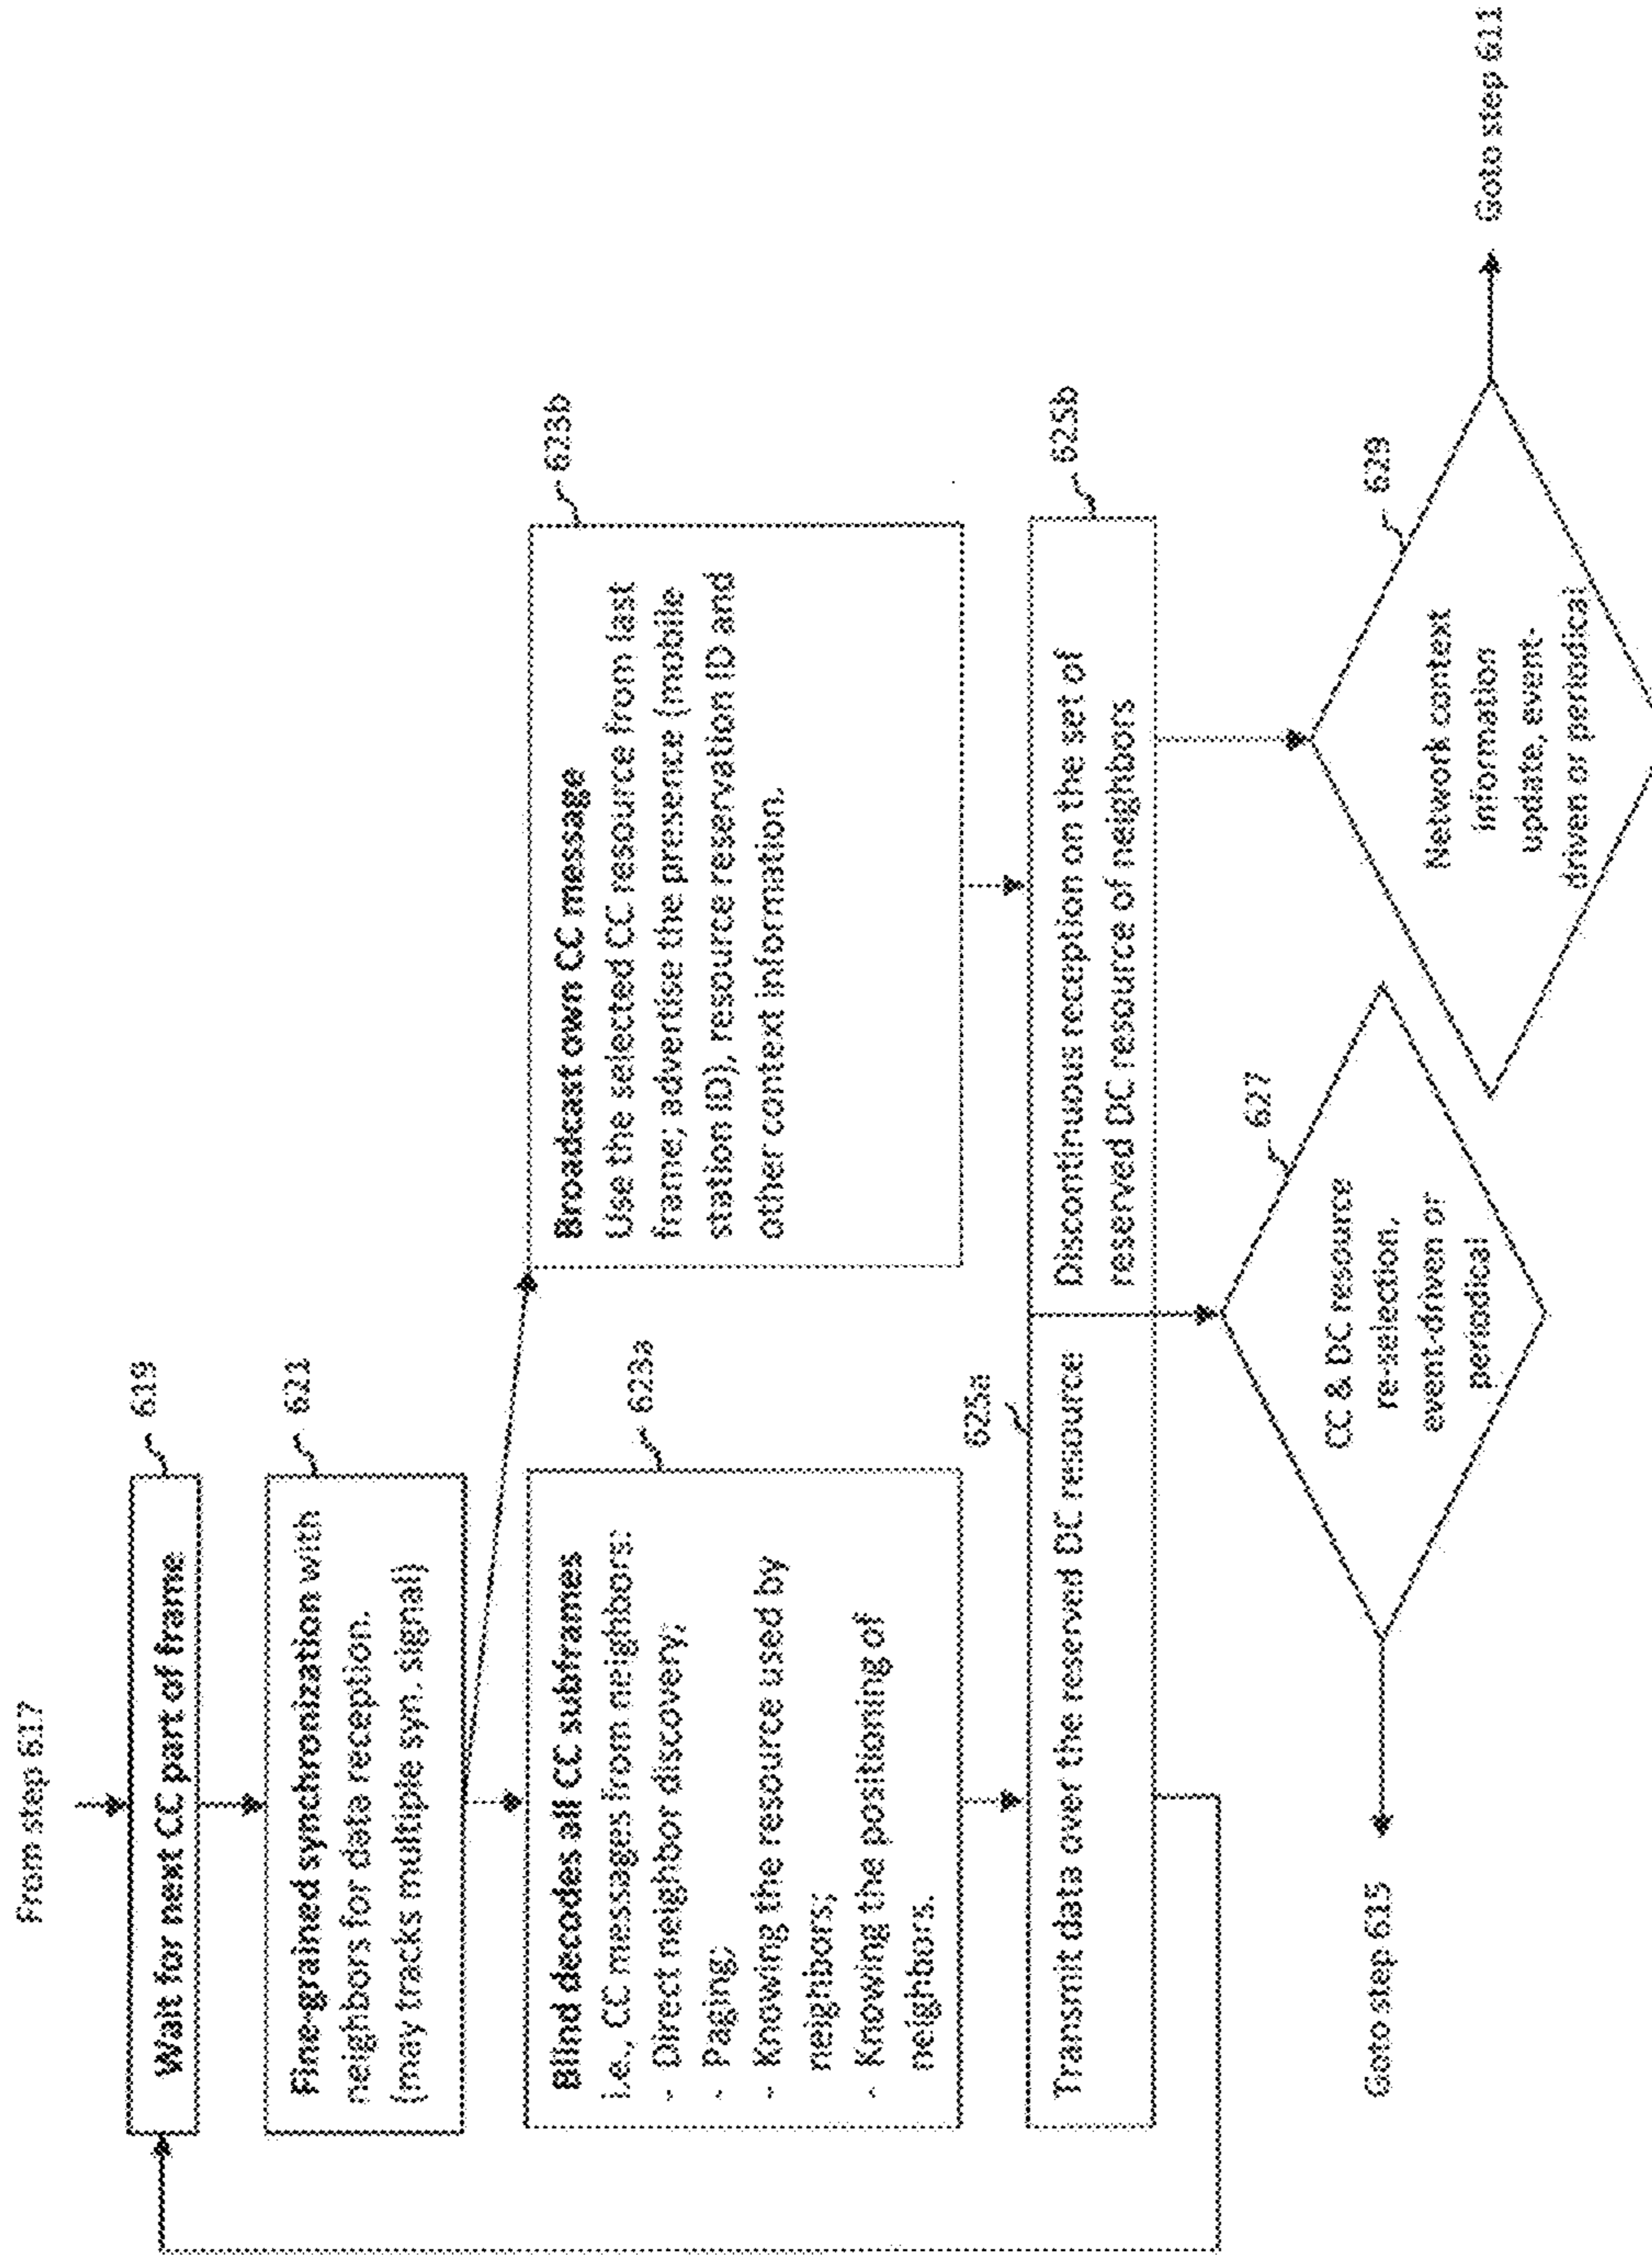 From step 617
619
Wait for next CC part of frame
621
Fine-grained synchronization with
neighbors for data reception.
(may tracks multiple syn. signal)
623a
Blind decodes all CC subframes
i.e., CC messages from neighbors:
- Direct neighbor discovery;
- Paging;
- Knowing the resource used by
neighbors;
- Knowing the positioning of
neighbors.
623b
Broadcast own CC message
Use the selected CC resource from last
frame; advertise the presence (mobile
station ID), resource reservation ID and
other context information.
625a
Transmit data over the reserved DC resource
625b
Discontinuous reception on the set of
reserved DC resource of neighbors
627
CC & DC resource
re-selection,
event-driven or
periodical
Goto step 615
629
Network context
information
update, event-
driven or periodical
Goto step 611